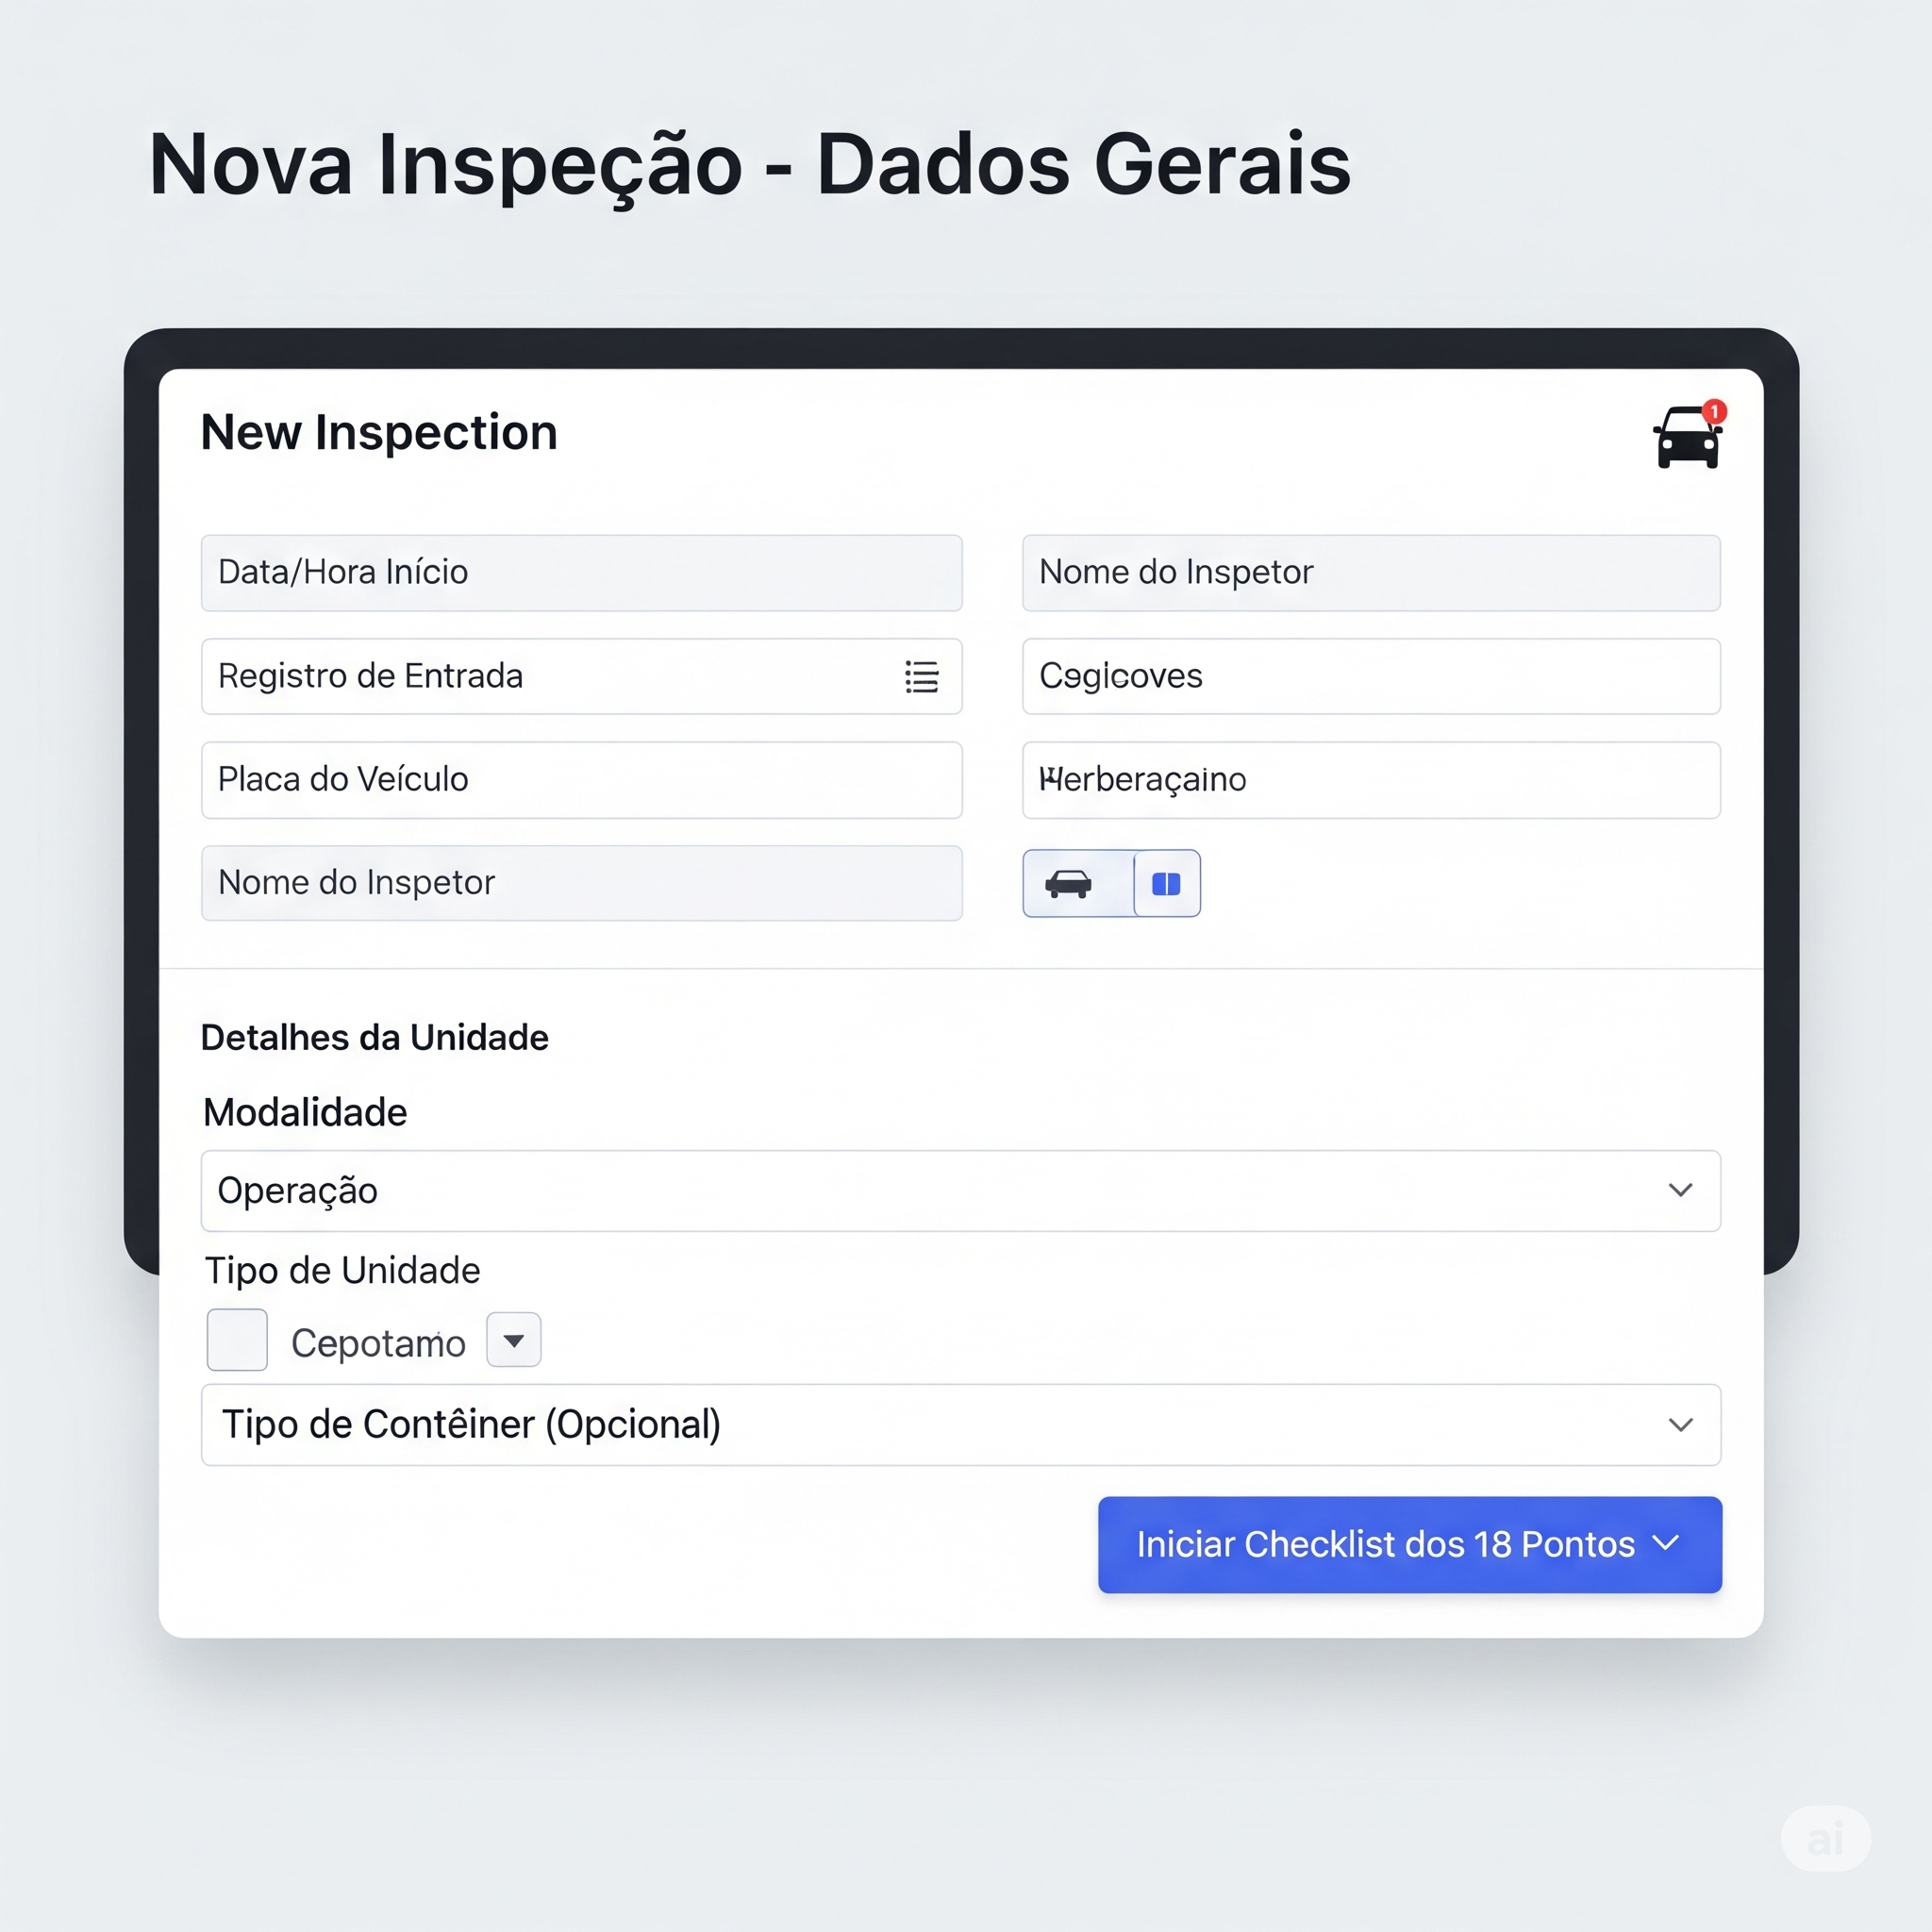 Nova Inspeção - Dados Gerais
New Inspection
1
Data/Hora Início
Nome do Inspetor
Registro de Entrada
Placa do Veículo
Nome do Inspetor
Detalhes da Unidade
Modalidade
Operação
Tipo de Unidade
Cepotamo
Tipo de Contêiner (Opcional)
Iniciar Checklist dos 18 Pontos
ai